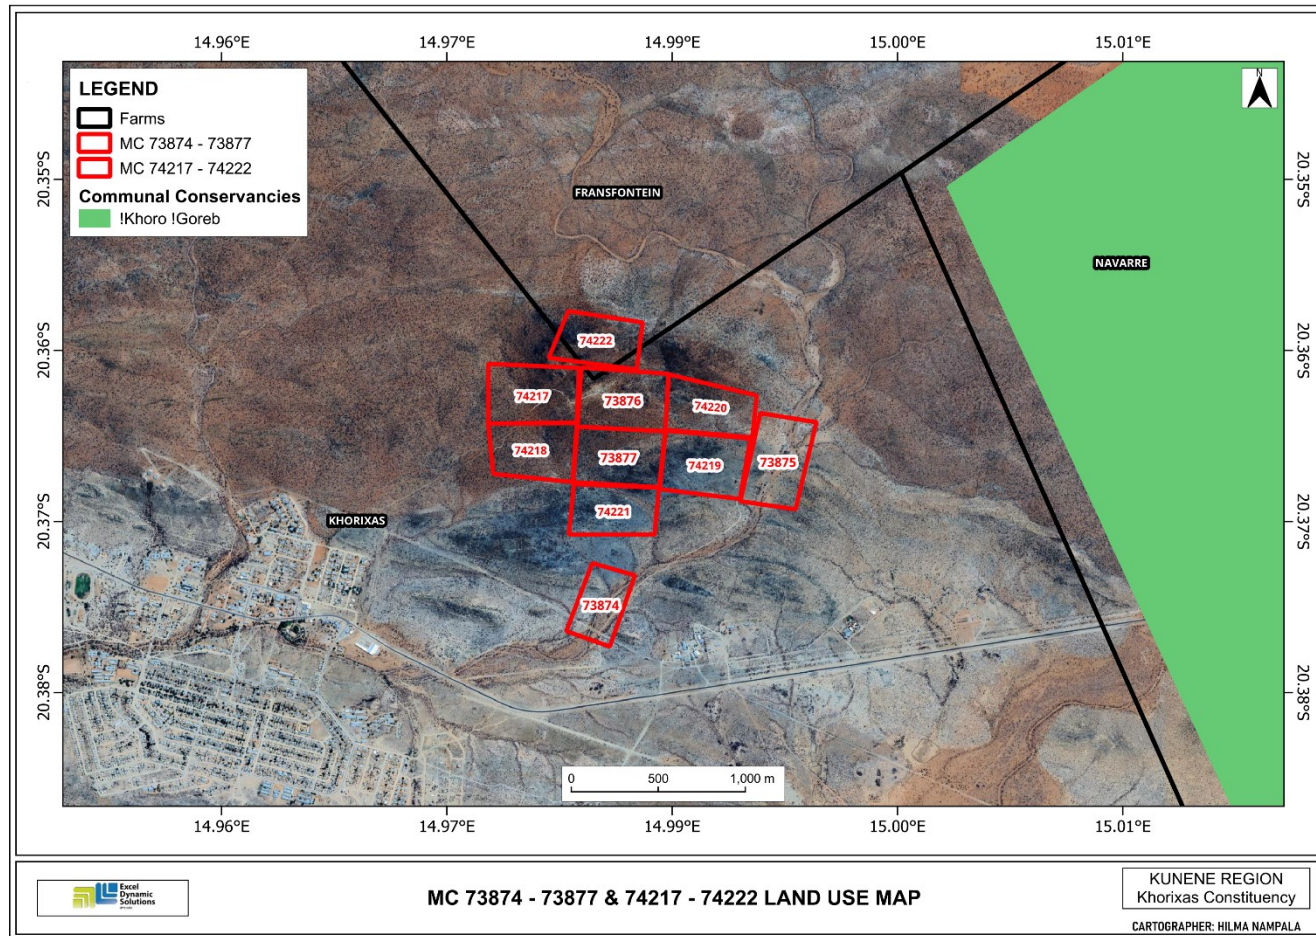 14.96°E 14.97°E 14.99°E 15.00°E 15.01°E
LEGEND
Farms
MC 73874 - 73877
MC 74217 - 74222
Communal Conservancies
!Khoro !Goreb
N
20.35°S
20.36°S
20.37°S
20.38°S
20.35°S
20.36°S
20.37°S
20.38°S
FRANSFONTEIN
NAVARRE
74222
74217
73876
74220
74218
73877
74219
73875
74221
KHORIXAS
73874
0 500 1,000 m
14.96°E 14.97°E 14.99°E 15.00°E 15.01°E
Excel
Dynamic
Solutions
MC 73874 - 73877 & 74217 - 74222 LAND USE MAP
KUNENE REGION
Khorixas Constituency
CARTOGRAPHER: HILMA NAMPALA